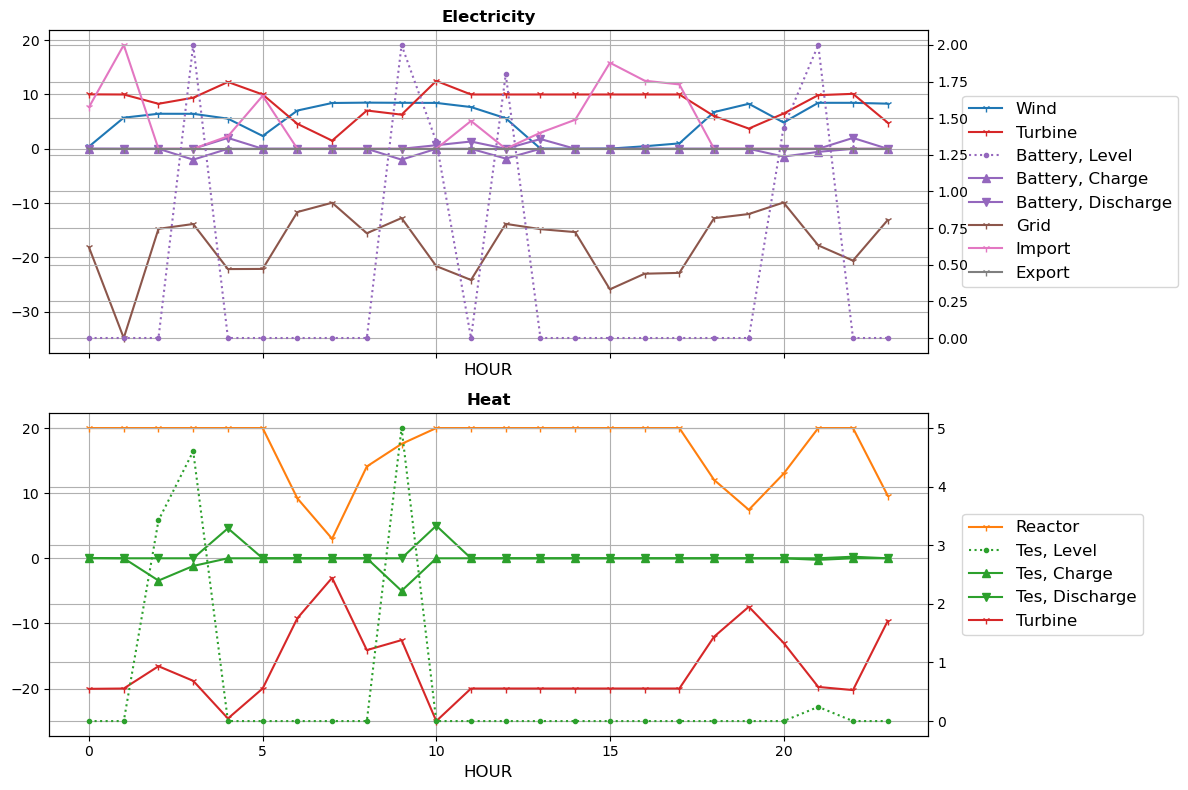 Electricity
20
10
0
−10
−20
−30
2.00
1.75
1.50
1.25
1.00
0.75
0.50
0.25
0.00
Wind
Turbine
Battery, Level
Battery, Charge
Battery, Discharge
Grid
Import
Export
HOUR
Heat
20
10
0
−10
−20
5
4
3
2
1
0
Reactor
Tes, Level
Tes, Charge
Tes, Discharge
Turbine
0 5 10 15 20
HOUR